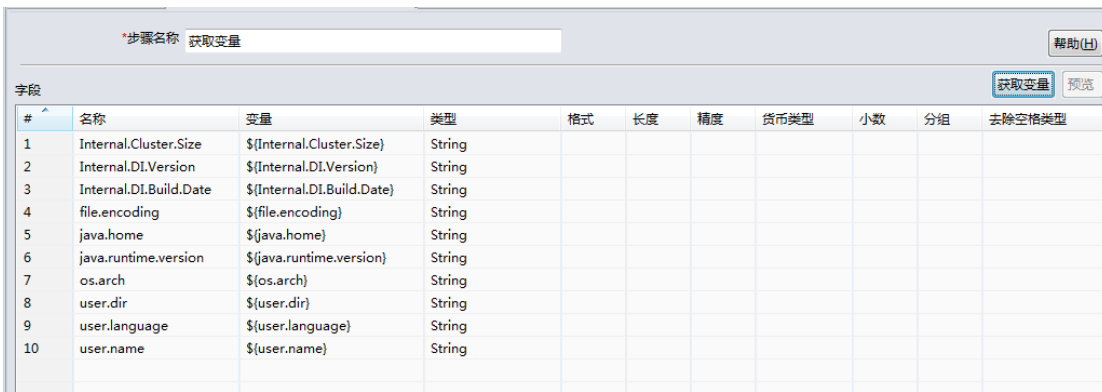 *步骤名称 获取变量
帮助(H)
获取变量 预览
字段
# 名称 变量 类型 格式 长度 精度 货币类型 小数 分组 去除空格类型
1 Internal.Cluster.Size ${Internal.Cluster.Size} String
2 Internal.DI.Version ${Internal.DI.Version} String
3 Internal.DI.Build.Date ${Internal.DI.Build.Date} String
4 file.encoding ${file.encoding} String
5 java.home ${java.home} String
6 java.runtime.version ${java.runtime.version} String
7 os.arch ${os.arch} String
8 user.dir ${user.dir} String
9 user.language ${user.language} String
10 user.name ${user.name} String